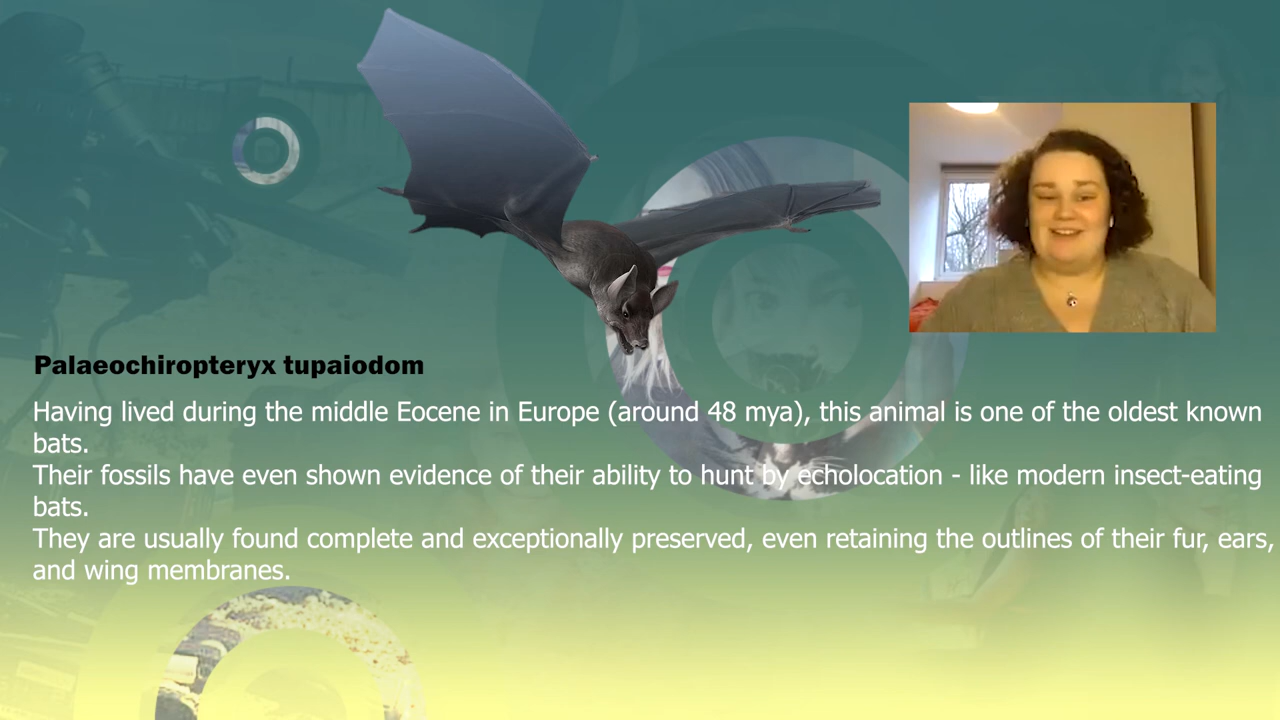 Palaeochiropteryx tupaiodom
Having lived during the middle Eocene in Europe (around 48 mya), this animal is one of the oldest known
bats.
Their fossils have even shown evidence of their ability to hunt by echolocation - like modern insect-eating
bats.
They are usually found complete and exceptionally preserved, even retaining the outlines of their fur, ears,
and wing membranes.